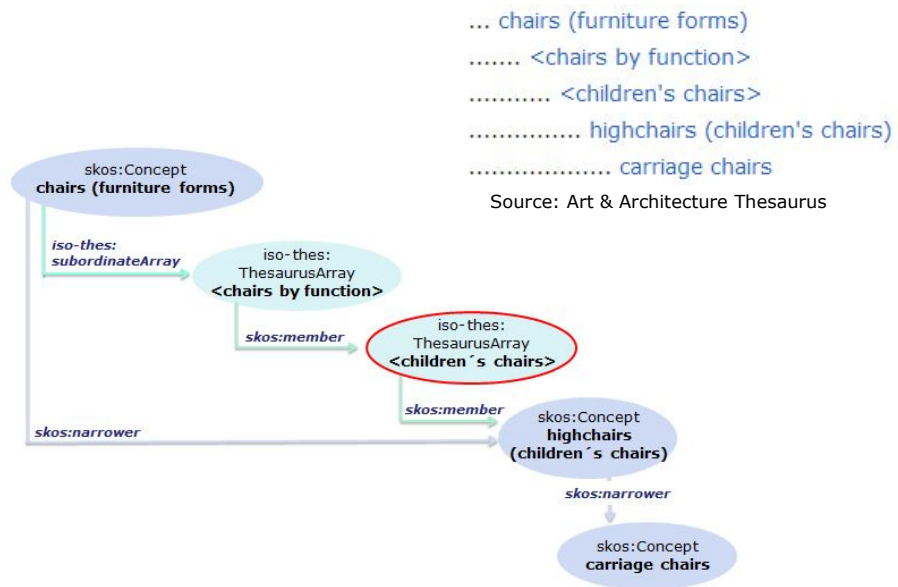 ... chairs (furniture forms)
....... <chairs by function>
........... <children's chairs>
............... highchairs (children's chairs)
................... carriage chairs
Source: Art & Architecture Thesaurus
skos:Concept
chairs (furniture forms)
iso-thes:
subordinateArray
iso-thes:
ThesaurusArray
<chairs by function>
skos:member
iso-thes:
ThesaurusArray
<children´s chairs>
skos:member
skos:narrower
skos:Concept
highchairs
(children´s chairs)
skos:narrower
skos:Concept
carriage chairs